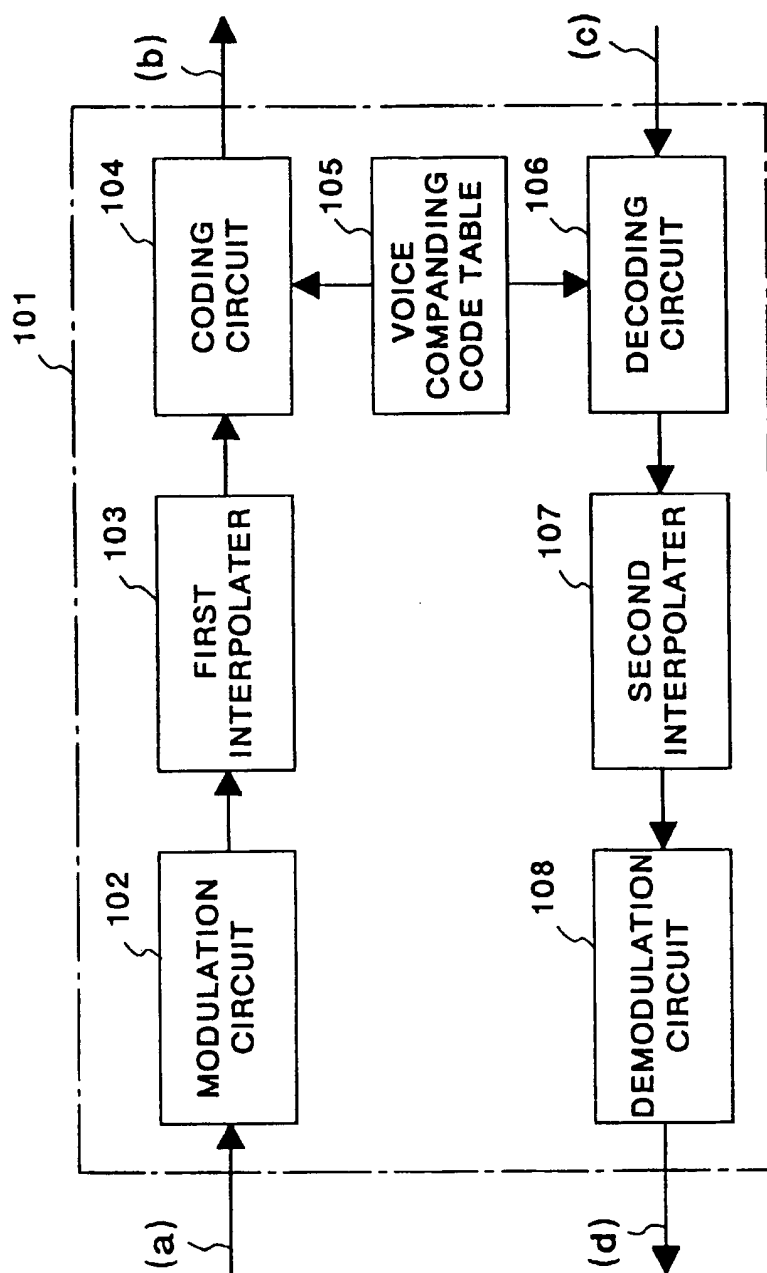 101
(a)
102
MODULATION
CIRCUIT
103
FIRST
INTERPOLATER
104
CODING
CIRCUIT
(b)
105
VOICE
COMPANDING
CODE TABLE
(d)
108
DEMODULATION
CIRCUIT
107
SECOND
INTERPOLATER
106
DECODING
CIRCUIT
(c)